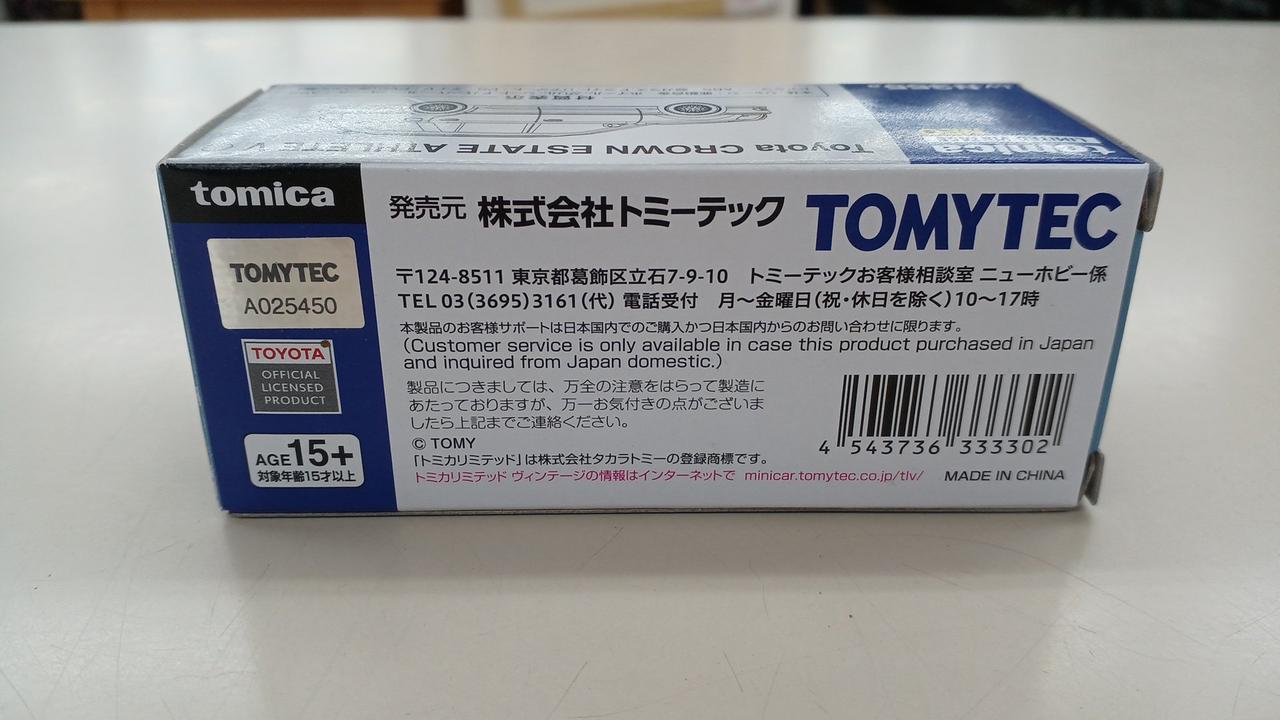 Toyota CROWN ESTATE ATHLETE V
tomica
tomica
TOMYTEC
A025450
TOYOTA
OFFICIAL
LICENSED
PRODUCT
AGE15+
対象年齢15才以上
発売元 株式会社トミーテック TOMYTEC
〒124-8511 東京都葛飾区立石7-9-10 トミーテックお客様相談室 ニューホビー係
TEL 03(3695)3161(代) 電話受付 月～金曜日(祝・休日を除く)10～17時
本製品のお客様サポートは日本国内でのご購入かつ日本国内からのお問い合わせに限ります。
(Customer service is only available in case this product purchased in Japan
and inquired from Japan domestic.)
製品につきましては、万全の注意をはらって製造に
あたっておりますが、万一お気付きの点がございま
したら上記までご連絡ください。
© TOMY
「トミカリミテッド」は株式会社タカラトミーの登録商標です。
トミカリミテッド ヴィンテージの情報はインターネットで minicar.tomytec.co.jp/tlv/
4 543736 333302
MADE IN CHINA